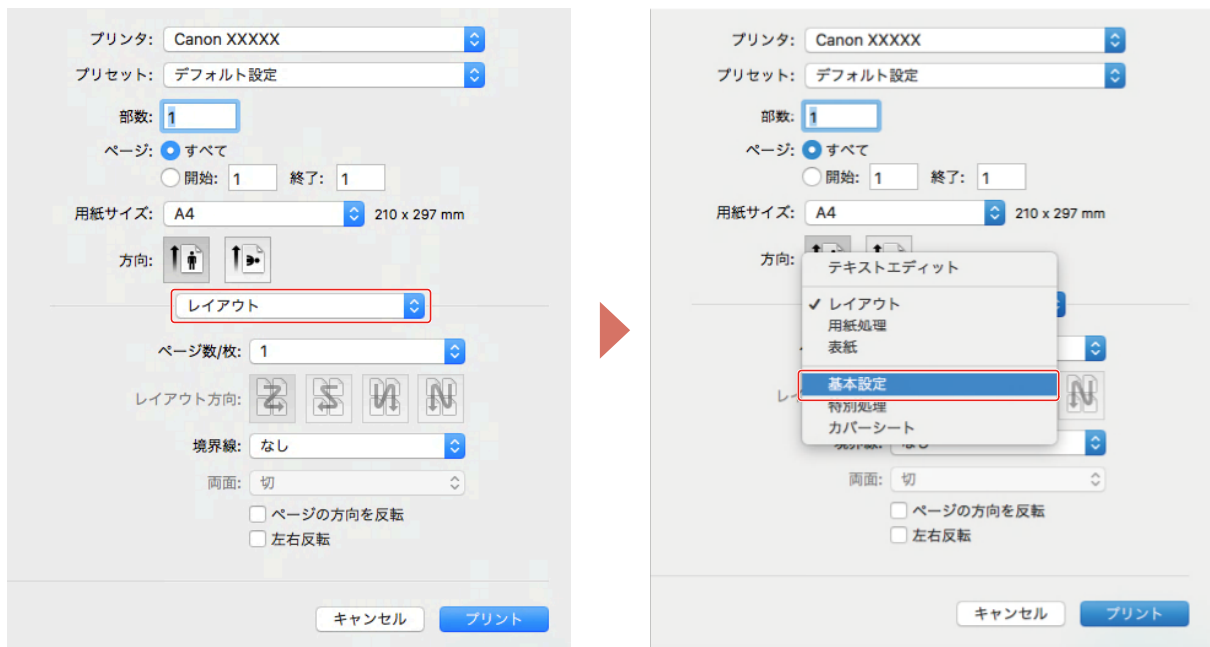 プリンタ: Canon XXXXX
プリセット: デフォルト設定
部数: 1
ページ: すべて
開始: 1 終了: 1
用紙サイズ: A4 210 x 297 mm
方向:
レイアウト
ページ数/枚: 1
レイアウト方向:
境界線: なし
両面: 切
ページの方向を反転
左右反転
キャンセル プリント
プリンタ: Canon XXXXX
プリセット: デフォルト設定
部数: 1
ページ: すべて
開始: 1 終了: 1
用紙サイズ: A4 210 x 297 mm
方向:
テキストエディット
✓ レイアウト
用紙処理
表紙
基本設定
特別処理
カバーシート
両面: 切
ページの方向を反転
左右反転
キャンセル プリント